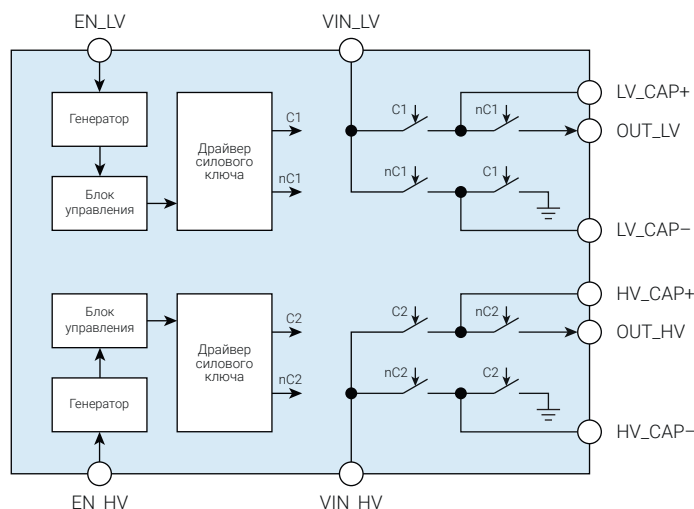 EN_LV
VIN_LV
LV_CAP+
OUT_LV
LV_CAP–
Генератор
Блок
управления
Драйвер
силового
ключа
C1
nC1
C1
nC1
nC1
C1
HV_CAP+
OUT_HV
HV_CAP–
Блок
управления
Генератор
Драйвер
силового
ключа
C2
nC2
C2
nC2
nC2
C2
EN_HV
VIN_HV